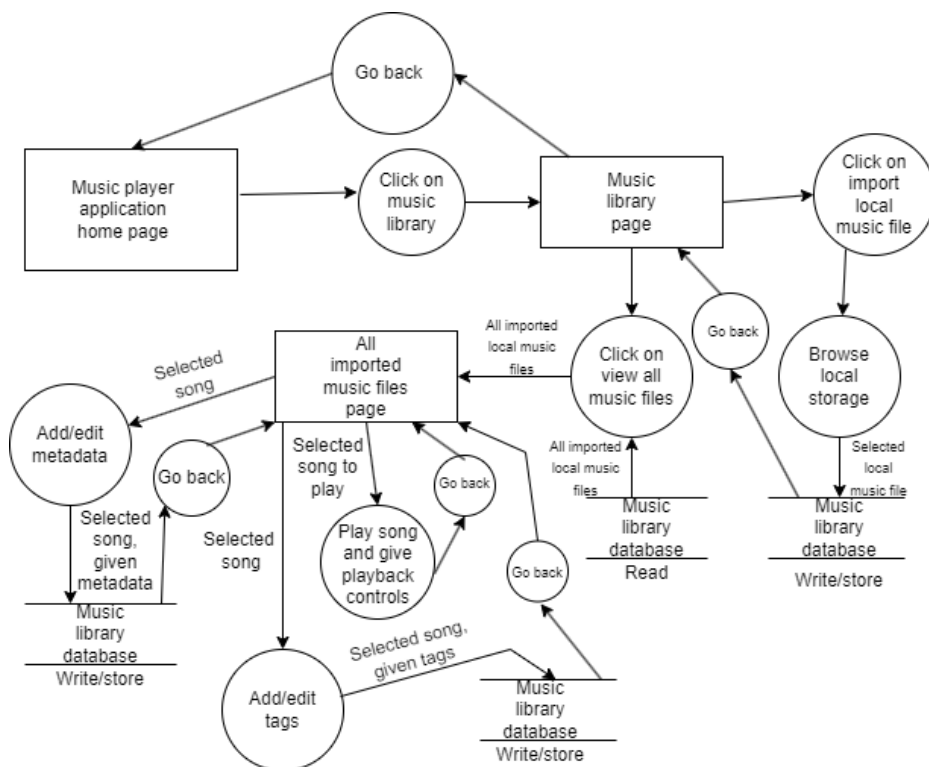 Go back
Music player
application
home page
Click on
music
library
Music
library
page
Click on
import
local
music file
All imported
local music
files
Go back
All
imported
music files
page
Click on
view all
music files
Browse
local
storage
Selected
song
Add/edit
metadata
Go back
Selected
song to
play
Go back
All imported
local music
files
Selected local
music file
Selected
song,
given
metadata
Selected
song
Play song
and give
playback
controls
Go back
Music
library
database
Read
Music
library
database
Write/store
Music
library
database
Write/store
Selected song,
given tags
Add/edit
tags
Music
library
database
Write/store